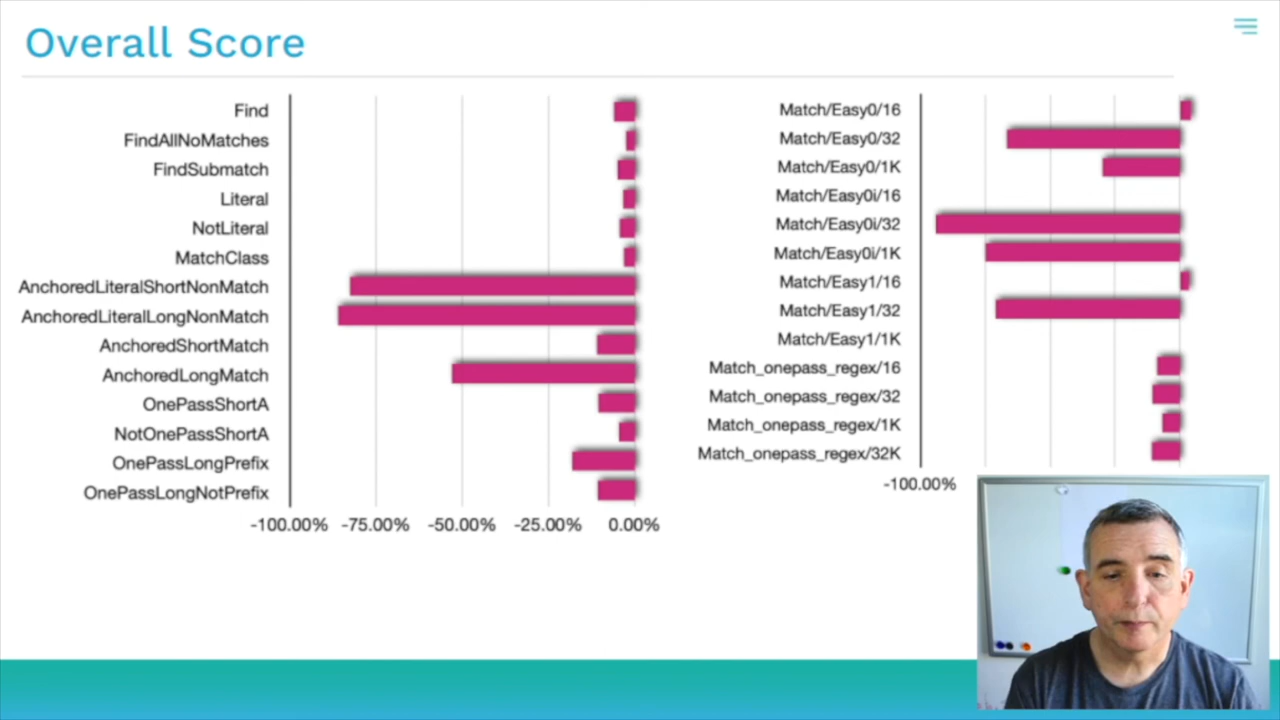 Overall Score
Find
FindAllNoMatches
FindSubmatch
Literal
NotLiteral
MatchClass
AnchoredLiteralShortNonMatch
AnchoredLiteralLongNonMatch
AnchoredShortMatch
AnchoredLongMatch
OnePassShortA
NotOnePassShortA
OnePassLongPrefix
OnePassLongNotPrefix
-100.00% -75.00% -50.00% -25.00% 0.00%
Match/Easy0/16
Match/Easy0/32
Match/Easy0/1K
Match/Easy0i/16
Match/Easy0i/32
Match/Easy0i/1K
Match/Easy1/16
Match/Easy1/32
Match/Easy1/1K
Match_onepass_regex/16
Match_onepass_regex/32
Match_onepass_regex/1K
Match_onepass_regex/32K
-100.00%